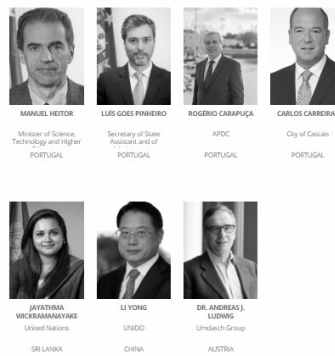 MANUEL HEITOR
Minister of Science,
Technology and Higher
PORTUGAL
LUÍS GOES PINHEIRO
Secretary of State
Assistant and of
PORTUGAL
ROGÉRIO CARAPUÇA
APDC
PORTUGAL
CARLOS CARREIRA
City of Cascais
PORTUGAL
JAYATHMA
WICKRAMANAYAKE
United Nations
SRI LANKA
LI YONG
UNIDO
CHINA
DR. ANDREAS J.
LUDWIG
Umdasch Group
AUSTRIA